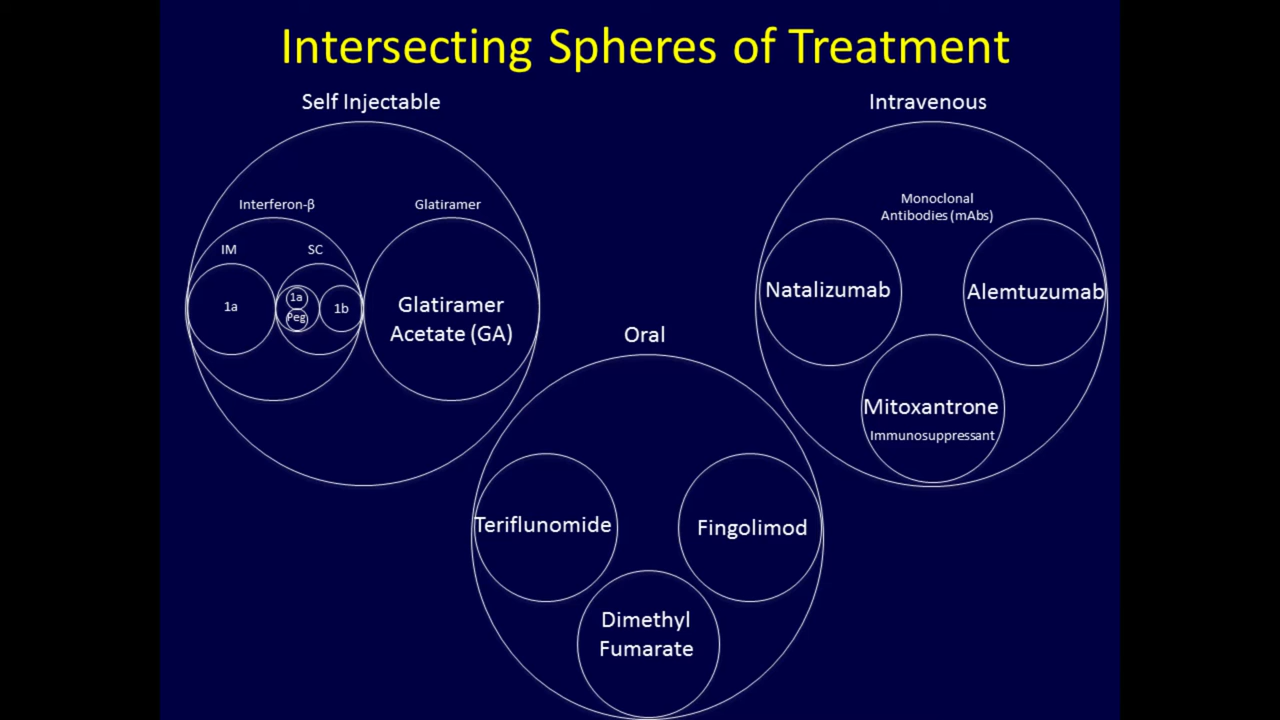 Intersecting Spheres of Treatment
Self Injectable
Intravenous
Interferon-β
Glatiramer
Monoclonal
Antibodies (mAbs)
IM
SC
1a
1a
Peg
1b
Glatiramer
Acetate (GA)
Natalizumab
Alemtuzumab
Mitoxantrone
Immunosuppressant
Oral
Teriflunomide
Fingolimod
Dimethyl
Fumarate